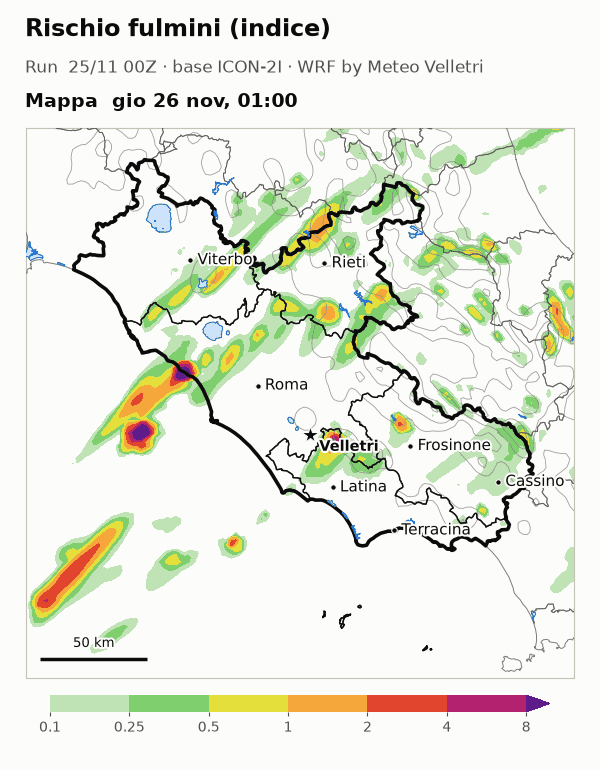 Rischio fulmini (indice)
Run 25/11 00Z · base ICON-2I · WRF by Meteo Velletri
Mappa gio 26 nov, 01:00
Viterbo
Rieti
Roma
Velletri
Frosinone
Latina
Cassino
Terracina
50 km
0.1 0.25 0.5 1 2 4 8